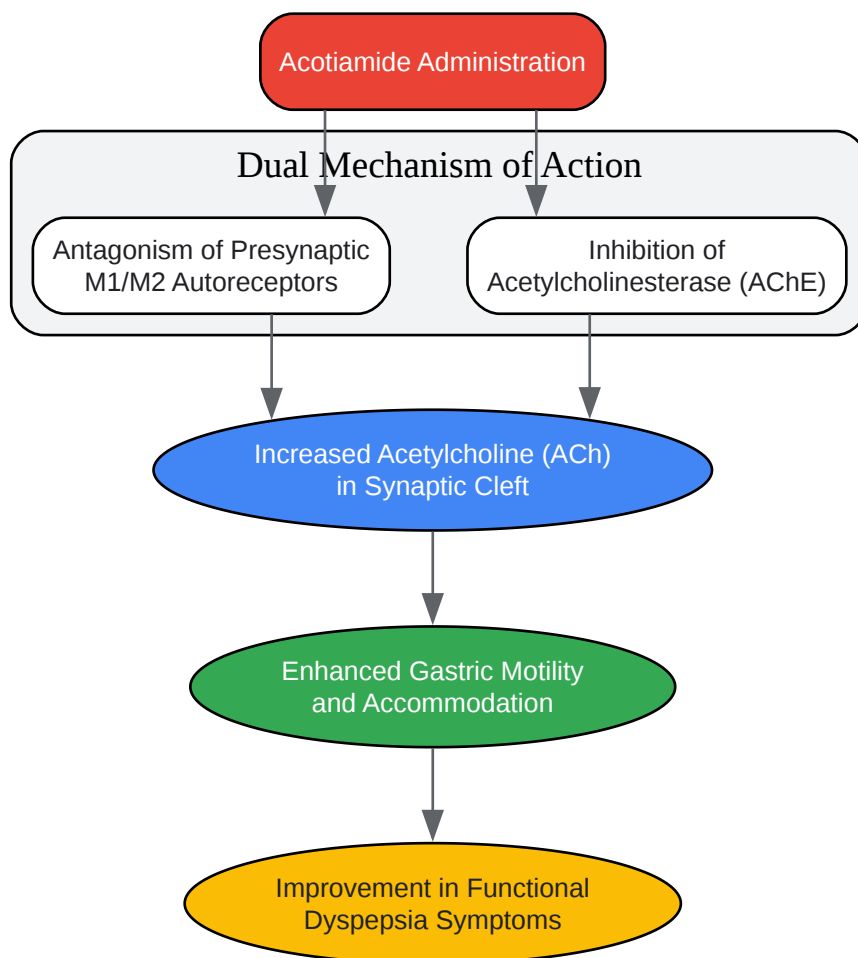 Acotiamide Administration
Dual Mechanism of Action
Antagonism of Presynaptic
M1/M2 Autoreceptors
Inhibition of
Acetylcholinesterase (AChE)
Increased Acetylcholine (ACh)
in Synaptic Cleft
Enhanced Gastric Motility
and Accommodation
Improvement in Functional
Dyspepsia Symptoms